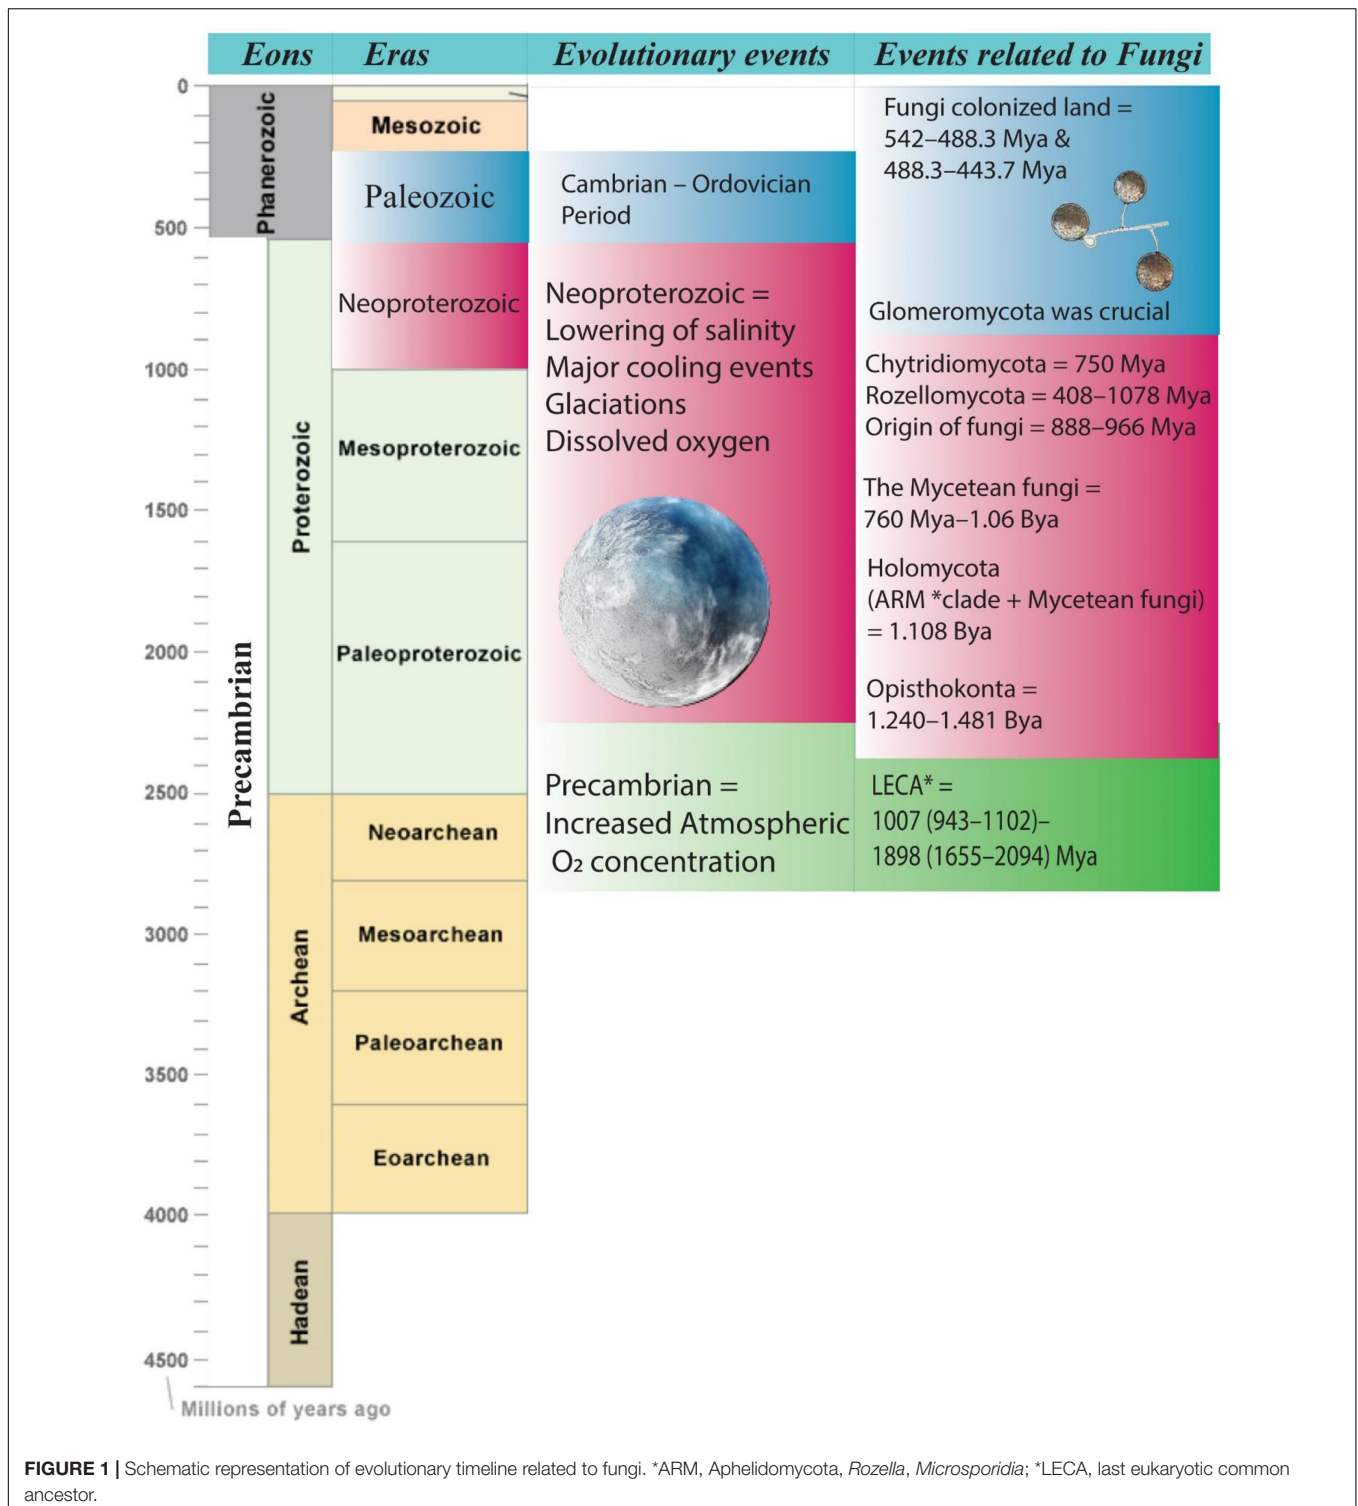 Eons Eras Evolutionary events Events related to Fungi
0
500
1000
1500
2000
2500
3000
3500
4000
4500
Millions of years ago
Phanerozoic
Precambrian
Proterozoic
Archean
Hadean
Mesozoic
Paleozoic
Neoproterozoic
Mesoproterozoic
Paleoproterozoic
Neoarchean
Mesoarchean
Paleoarchean
Eoarchean
Cambrian – Ordovician
Period
Neoproterozoic =
Lowering of salinity
Major cooling events
Glaciations
Dissolved oxygen
Precambrian =
Increased Atmospheric
O₂ concentration
Fungi colonized land =
542–488.3 Mya &
488.3–443.7 Mya
Glomeromycota was crucial
Chytridiomycota = 750 Mya
Rozellomycota = 408–1078 Mya
Origin of fungi = 888–966 Mya
The Mycetean fungi =
760 Mya–1.06 Bya
Holomycota
(ARM *clade + Mycetean fungi)
= 1.108 Bya
Opisthokonta =
1.240–1.481 Bya
LECA* =
1007 (943–1102)–
1898 (1655–2094) Mya
FIGURE 1 | Schematic representation of evolutionary timeline related to fungi. *ARM, Aphelidomycota, Rozella, Microsporidia; *LECA, last eukaryotic common
ancestor.